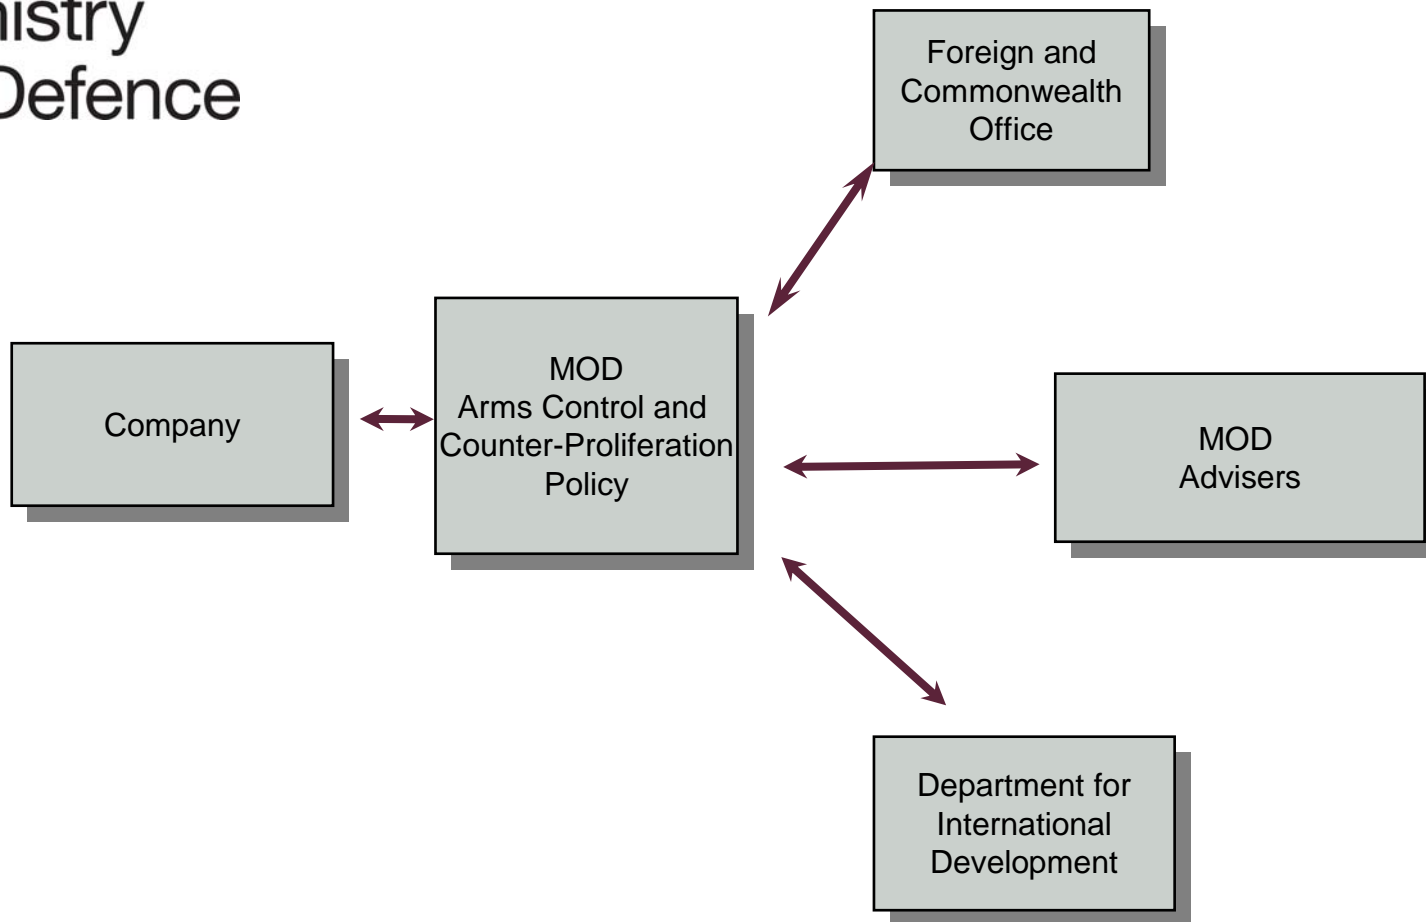 Defence
Foreign and
Commonwealth
Office
MOD
Arms Control and
Counter-Proliferation
Policy
Company
MOD
Advisers
Department for
International
Development